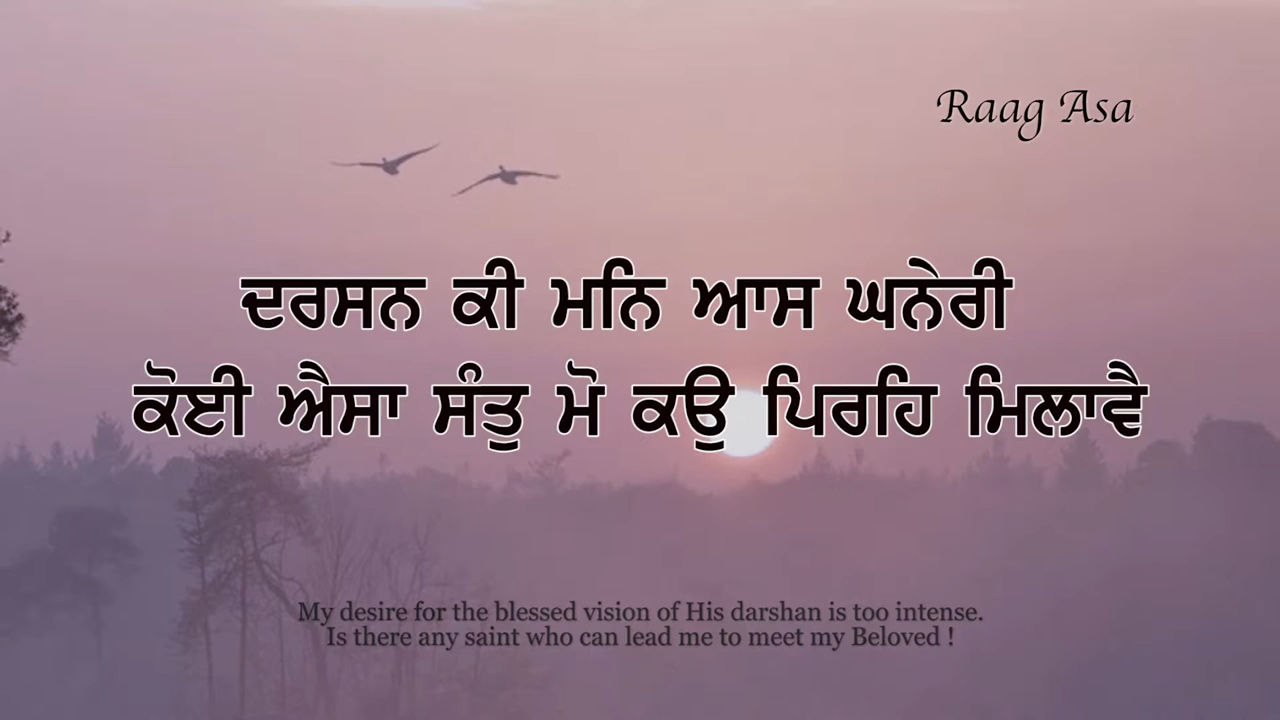 Raag Asa
ਦਰਸਨ ਕੀ ਮਨਿ ਆਸ ਘਨੇਰੀ
ਕੋਈ ਐਸਾ ਸੰਤੁ ਮੋ ਕਉ ਪਿਰਹਿ ਮਿਲਾਵੈ
My desire for the blessed vision of His darshan is too intense.
Is there any saint who can lead me to meet my Beloved !